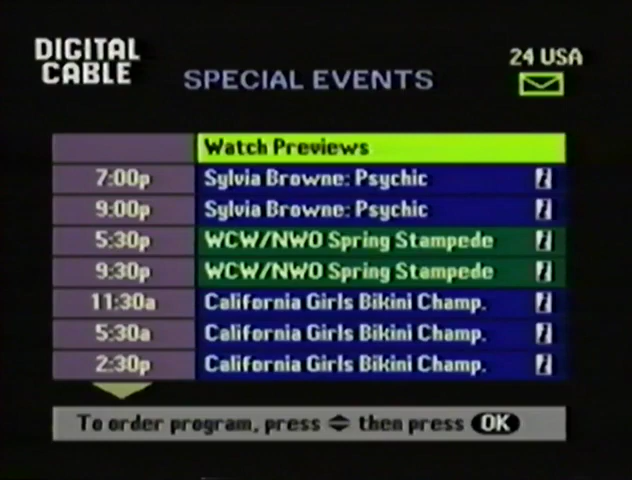 DIGITAL
CABLE
24 USA
SPECIAL EVENTS
Watch Previews
7:00p Sylvia Browne: Psychic i
9:00p Sylvia Browne: Psychic i
5:30p WCW/NWO Spring Stampede i
9:30p WCW/NWO Spring Stampede i
11:30a California Girls Bikini Champ. i
5:30a California Girls Bikini Champ. i
2:30p California Girls Bikini Champ. i
To order program, press then press OK